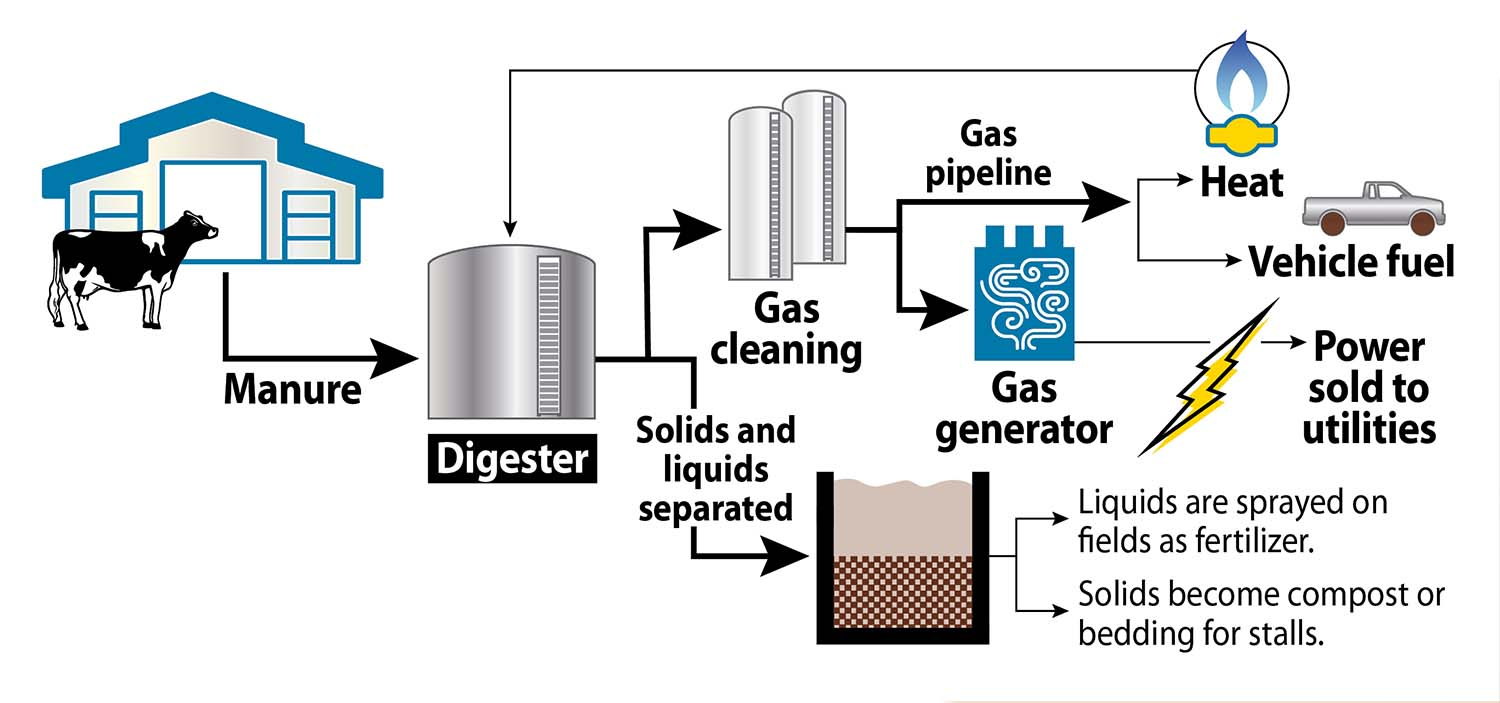 Manure
Digester
Gas
cleaning
Solids and
liquids
separated
Gas
pipeline
Gas
generator
Heat
Vehicle fuel
Power
sold to
utilities
Liquids are sprayed on
fields as fertilizer.
Solids become compost or
bedding for stalls.